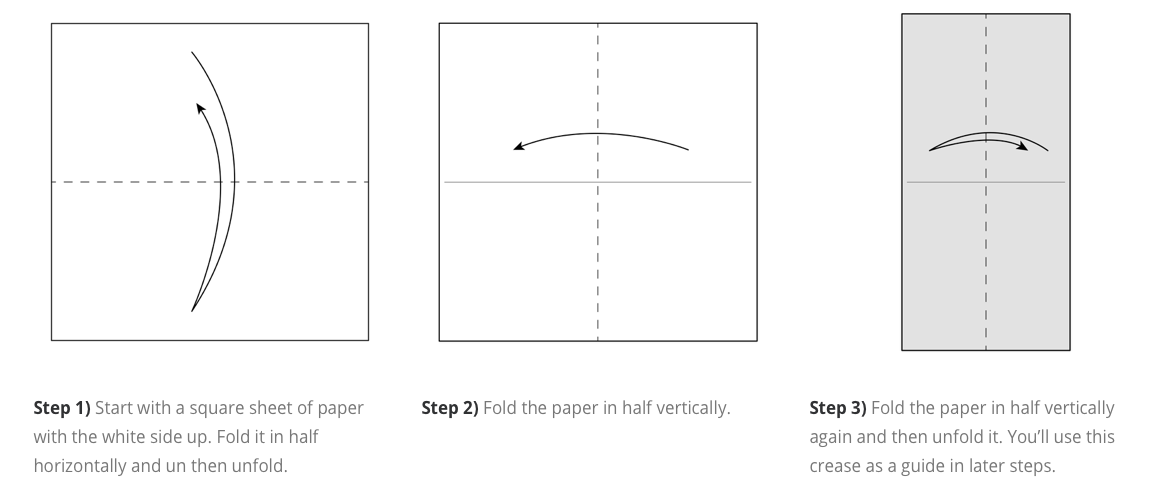 Step 1) Start with a square sheet of paper
with the white side up. Fold it in half
horizontally and un then unfold.
Step 2) Fold the paper in half vertically.
Step 3) Fold the paper in half vertically
again and then unfold it. You’ll use this
crease as a guide in later steps.